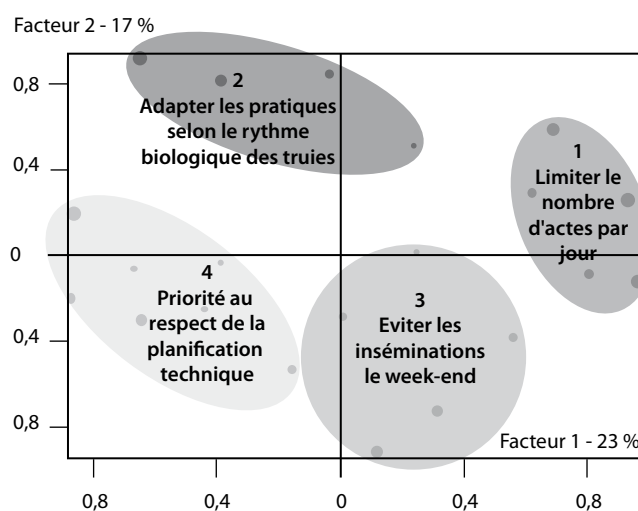 Facteur 2 - 17 %
0,8
0,4
0
0,4
0,8
2
Adapter les pratiques
selon le rythme
biologique des truies
1
Limiter le
nombre
d'actes par
jour
4
Priorité au
respect de la
planification
technique
3
Eviter les
inséminations
le week-end
Facteur 1 - 23 %
0,8
0,4
0
0,4
0,8